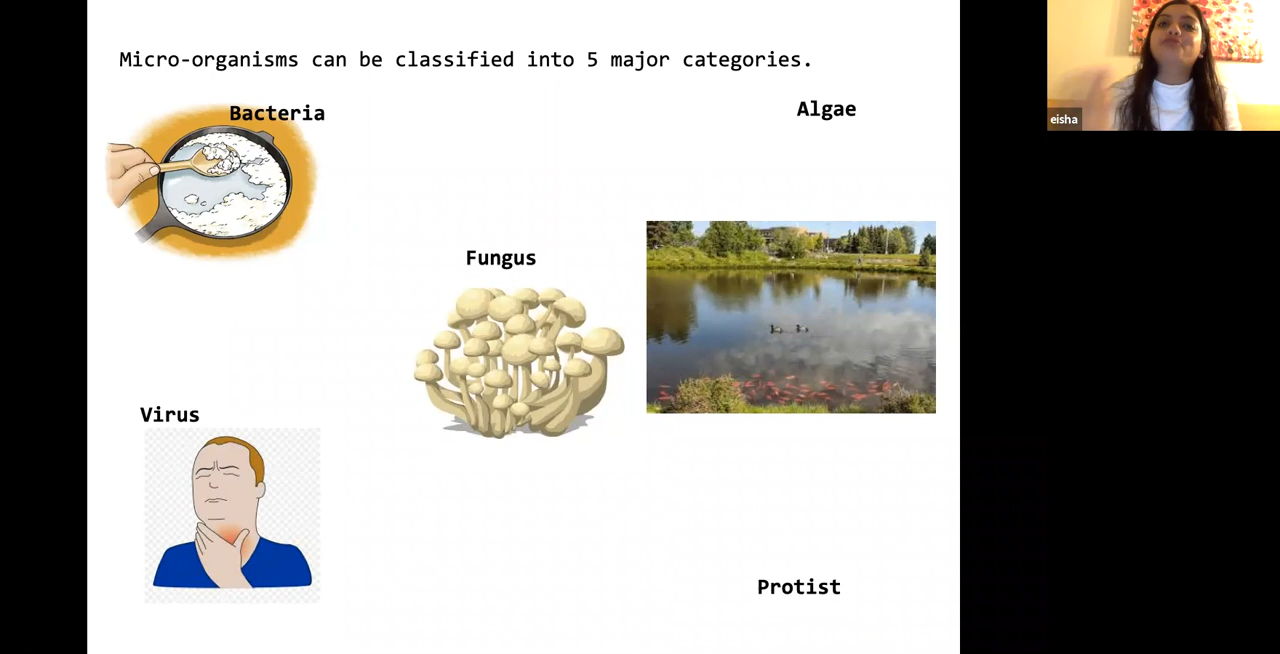 Micro-organisms can be classified into 5 major categories.
Bacteria
Algae
eisha
Fungus
Virus
Protist